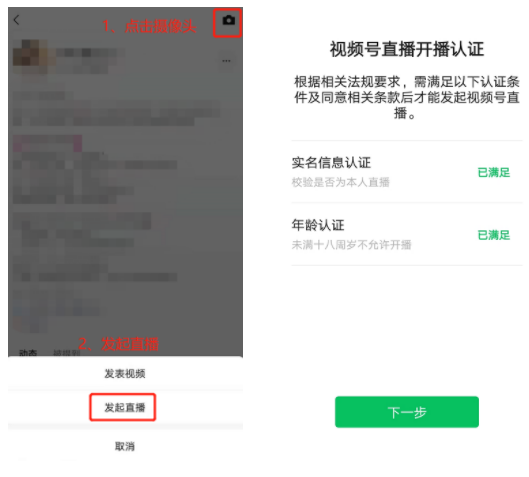 1、点击摄像头
2、发起直播
动态
发表视频
发起直播
取消
视频号直播开播认证
根据相关法规要求，需满足以下认证条
件及同意相关条款后才能发起视频号直
播。
实名信息认证
校验是否为本人直播
已满足
年龄认证
未满十八周岁不允许开播
已满足
下一步